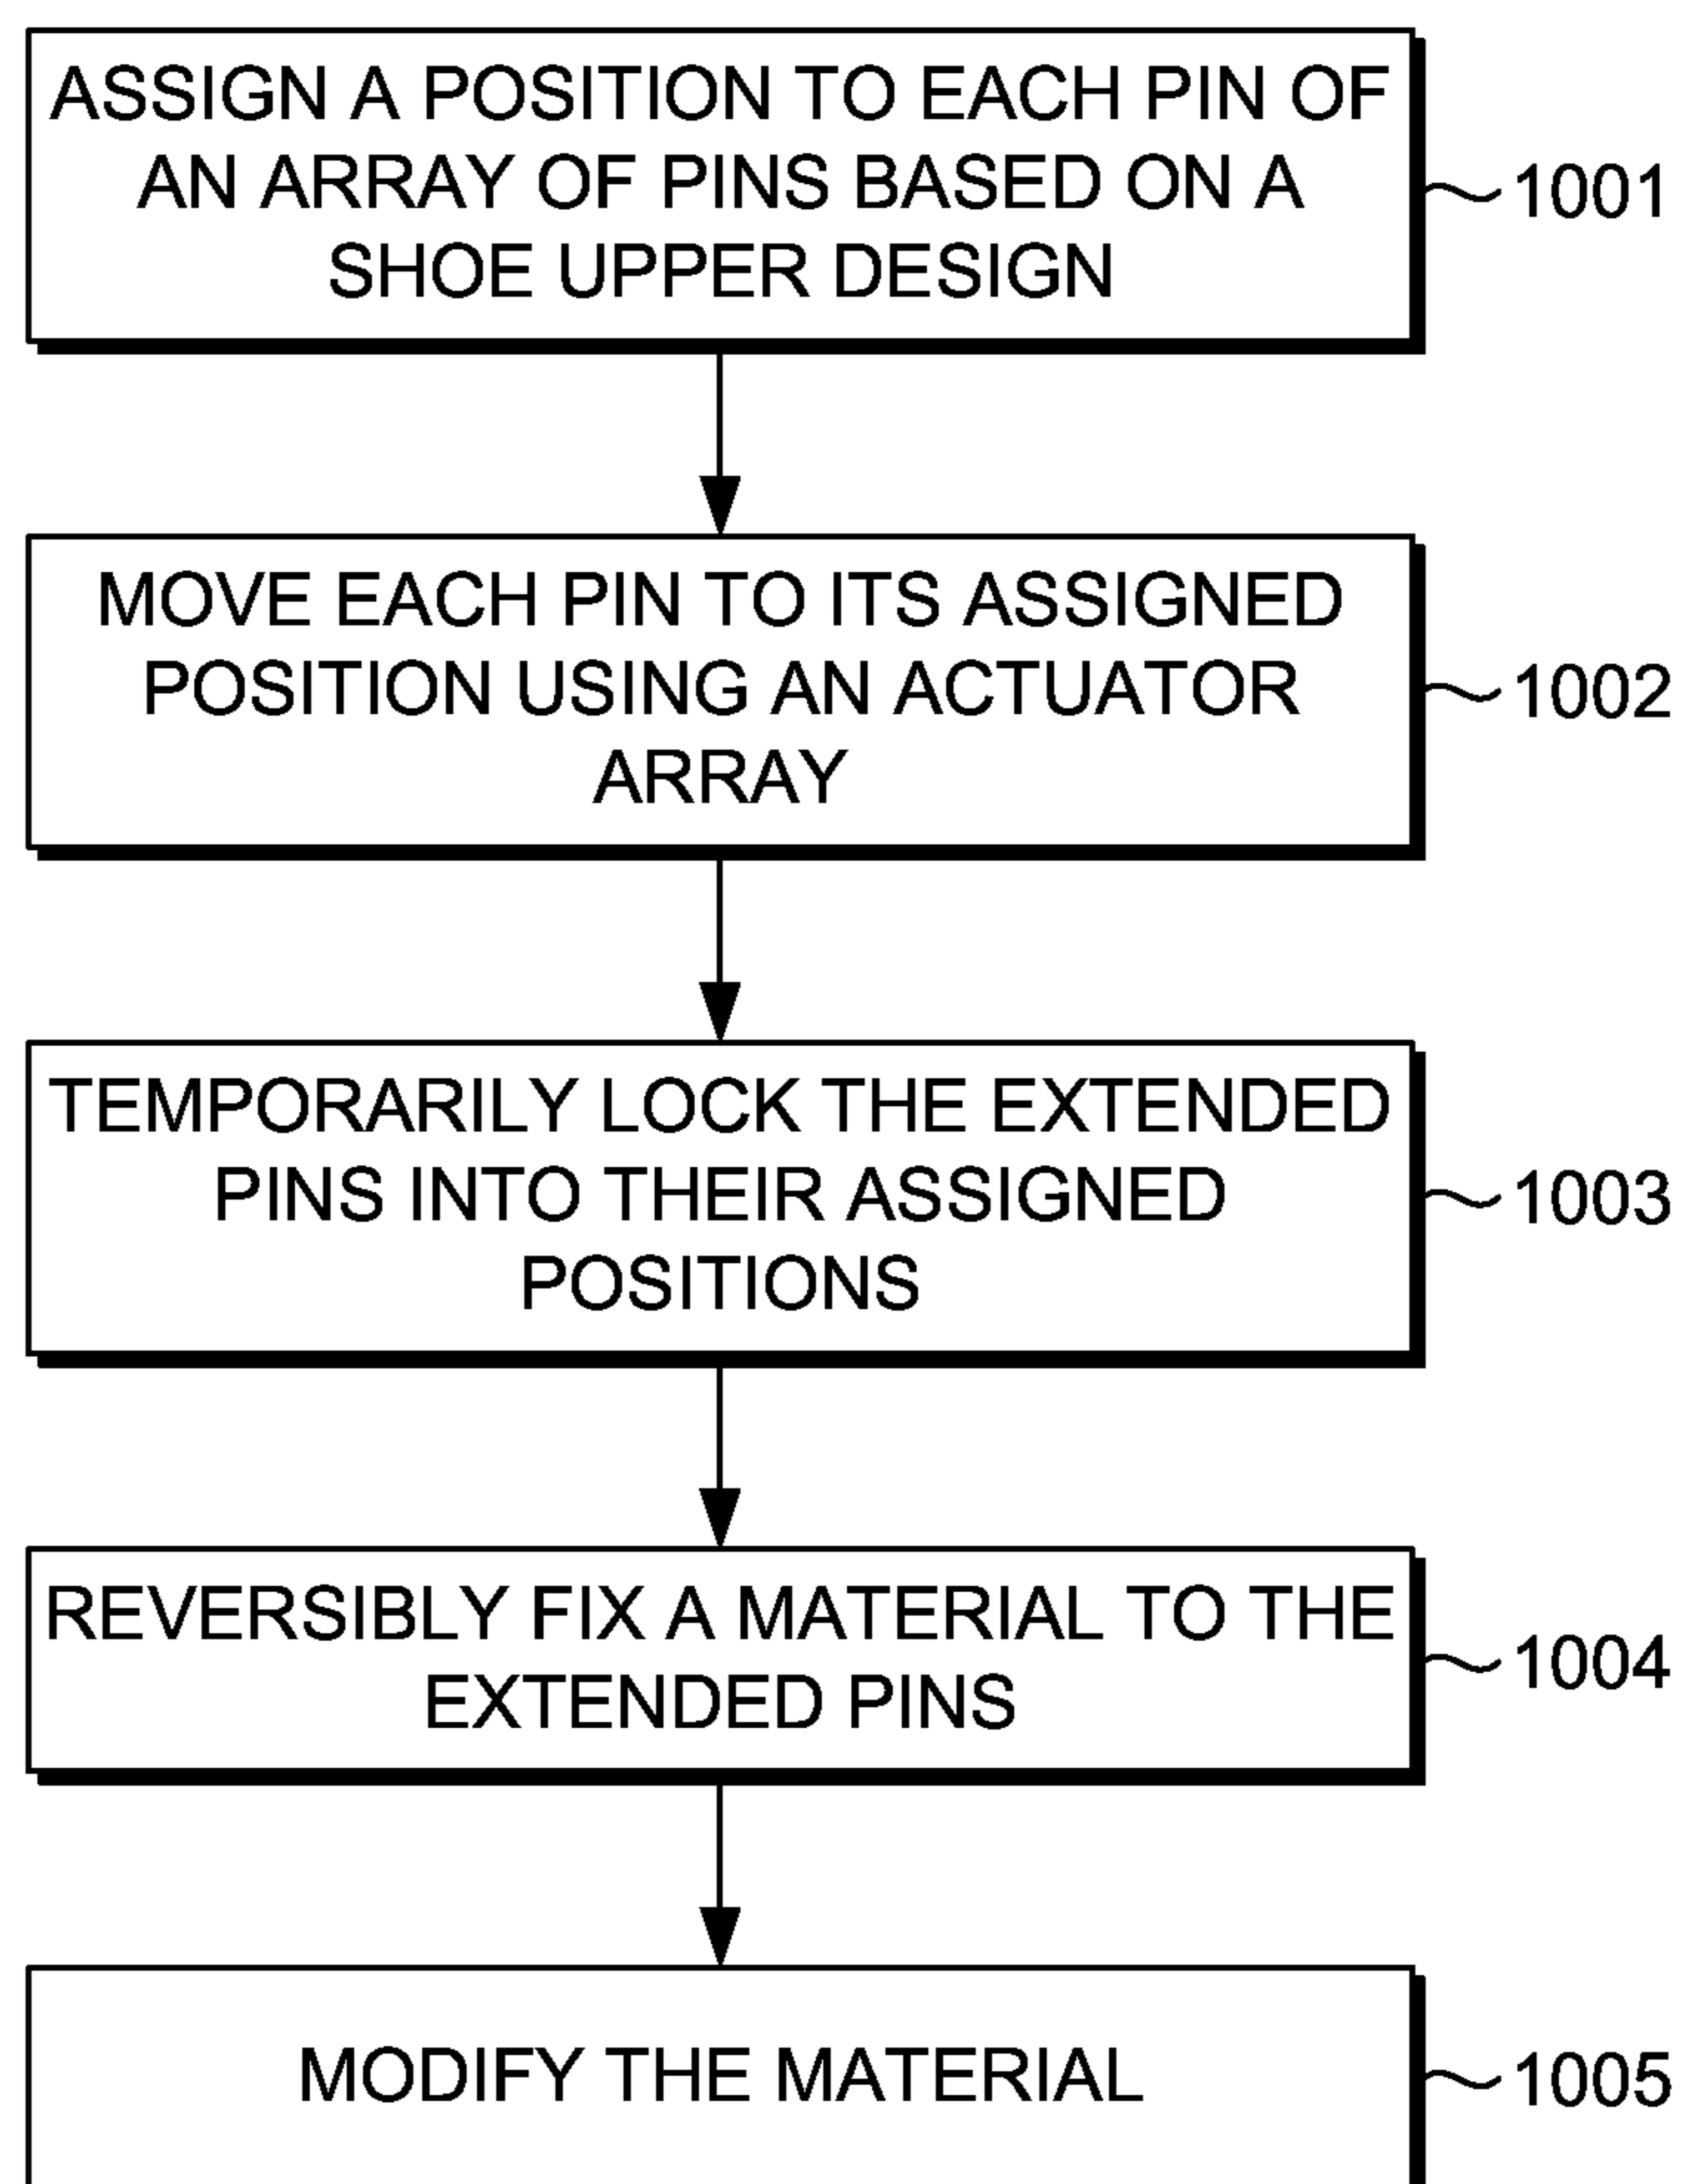 ASSIGN A POSITION TO EACH PIN OF
AN ARRAY OF PINS BASED ON A
SHOE UPPER DESIGN
1001
MOVE EACH PIN TO ITS ASSIGNED
POSITION USING AN ACTUATOR
ARRAY
1002
TEMPORARILY LOCK THE EXTENDED
PINS INTO THEIR ASSIGNED
POSITIONS
1003
REVERSIBLY FIX A MATERIAL TO THE
EXTENDED PINS
1004
MODIFY THE MATERIAL
1005